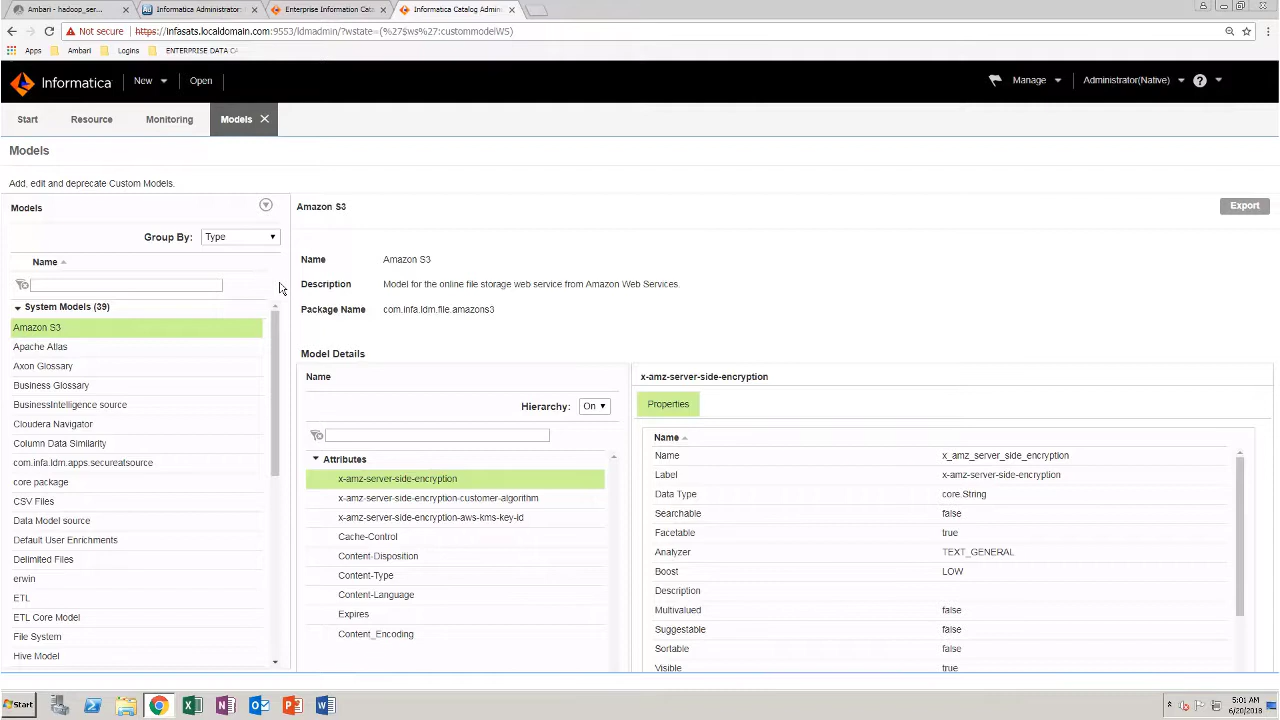 Ambari - hadoop_ser
Informatica Administrator
Enterprise Information Cat
Informatica Catalog Admin
Not secure https://infasats.localdomain.com:9553/ldmadmin/?wstate=(%27$ws%27:custommodelWS)
Apps Ambari Logins ENTERPRISE DATA CA
Informatica New Open Manage Administrator(Native)
Start Resource Monitoring Models
Models
Add, edit and deprecate Custom Models.
Models
Group By: Type
Name
System Models (39)
Amazon S3
Apache Atlas
Axon Glossary
Business Glossary
BusinessIntelligence source
Cloudera Navigator
Column Data Similarity
com.infa.ldm.apps.secureatsource
core package
CSV Files
Data Model source
Default User Enrichments
Delimited Files
erwin
ETL
ETL Core Model
File System
Hive Model
Amazon S3
Export
Name Amazon S3
Description Model for the online file storage web service from Amazon Web Services.
Package Name com.infa.ldm.file.amazons3
Model Details
Name
Hierarchy: On
Attributes
x-amz-server-side-encryption
x-amz-server-side-encryption-customer-algorithm
x-amz-server-side-encryption-aws-kms-key-id
Cache-Control
Content-Disposition
Content-Type
Content-Language
Expires
Content_Encoding
x-amz-server-side-encryption
Properties
Name
Name x_amz_server_side_encryption
Label x-amz-server-side-encryption
Data Type core.String
Searchable false
Facetable true
Analyzer TEXT_GENERAL
Boost LOW
Description
Multivalued false
Suggestable false
Sortable false
Visible true
Start
5:01 AM
6/20/2018